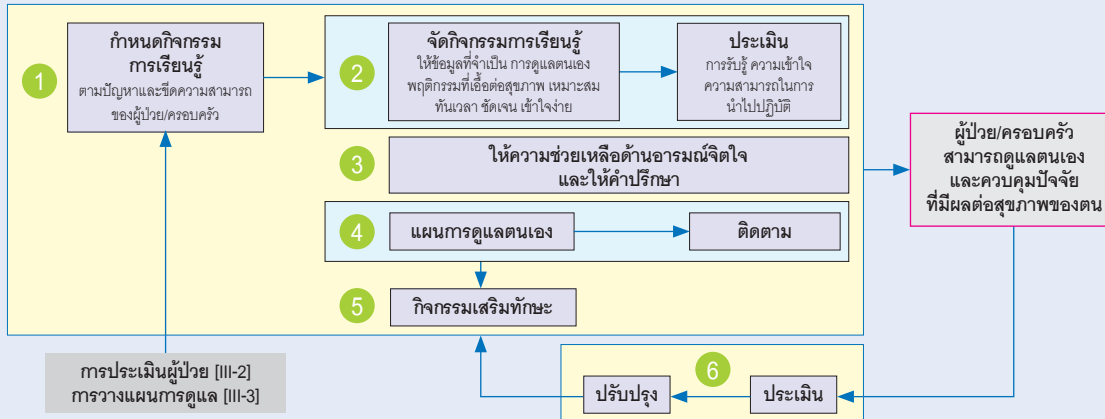 1
กำหนดกิจกรรม
การเรียนรู้
ตามปัญหาและขีดความสามารถ
ของผู้ป่วย/ครอบครัว
2
จัดกิจกรรมการเรียนรู้
ให้ข้อมูลที่จำเป็น การดูแลตนเอง
พฤติกรรมที่เอื้อต่อสุขภาพ เหมาะสม
ทันเวลา ชัดเจน เข้าใจง่าย
ประเมิน
การรับรู้ ความเข้าใจ
ความสามารถในการ
นำไปปฏิบัติ
3
ให้ความช่วยเหลือด้านอารมณ์จิตใจ
และให้คำปรึกษา
4
แผนการดูแลตนเอง
ติดตาม
5
กิจกรรมเสริมทักษะ
ผู้ป่วย/ครอบครัว
สามารถดูแลตนเอง
และควบคุมปัจจัย
ที่มีผลต่อสุขภาพของตน
การประเมินผู้ป่วย [III-2]
การวางแผนการดูแล [III-3]
6
ปรับปรุง
ประเมิน